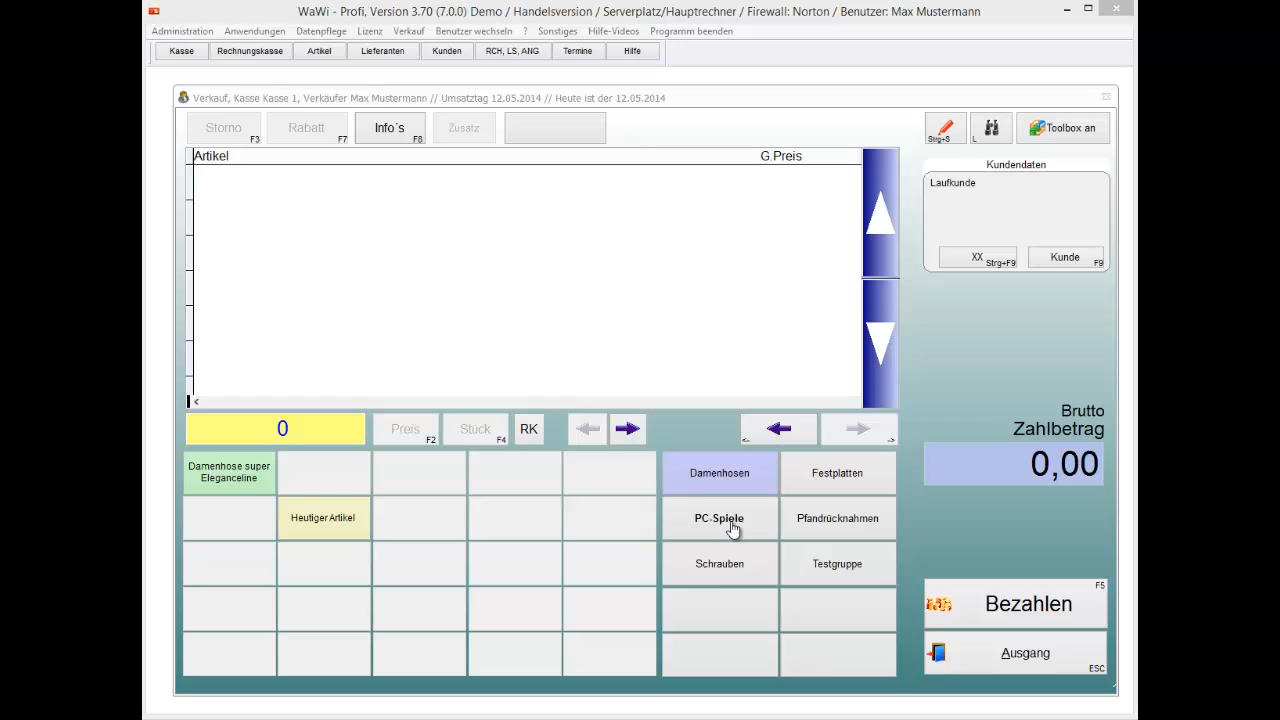 WaWi - Profi, Version 3.70 (7.0.0) Demo / Handelsversion / Serverplatz/Hauptrechner / Firewall: Norton / Benutzer: Max Mustermann
Administration Anwendungen Datenpflege Lizenz Verkauf Benutzer wechseln ? Sonstiges Hilfe-Videos Programm beenden
Kasse Rechnungskasse Artikel Lieferanten Kunden RCH, LS, ANG Termine Hilfe
Verkauf, Kasse Kasse 1, Verkäufer Max Mustermann // Umsatztag 12.05.2014 // Heute ist der 12.05.2014
Storno F3 Rabatt F7 Info´s F8 Zusatz Strg+S L Toolbox an
Artikel G.Preis
Kundendaten
Laufkunde
XX Strg+F9 Kunde F9
<
0 Preis F2 Stück F4 RK <- ->
Brutto
Zahlbetrag
0,00
Damenhose super
Eleganceline
Damenhosen Festplatten
Heutiger Artikel PC-Spiele Pfandrücknahmen
Schrauben Testgruppe
Bezahlen F5
Ausgang ESC